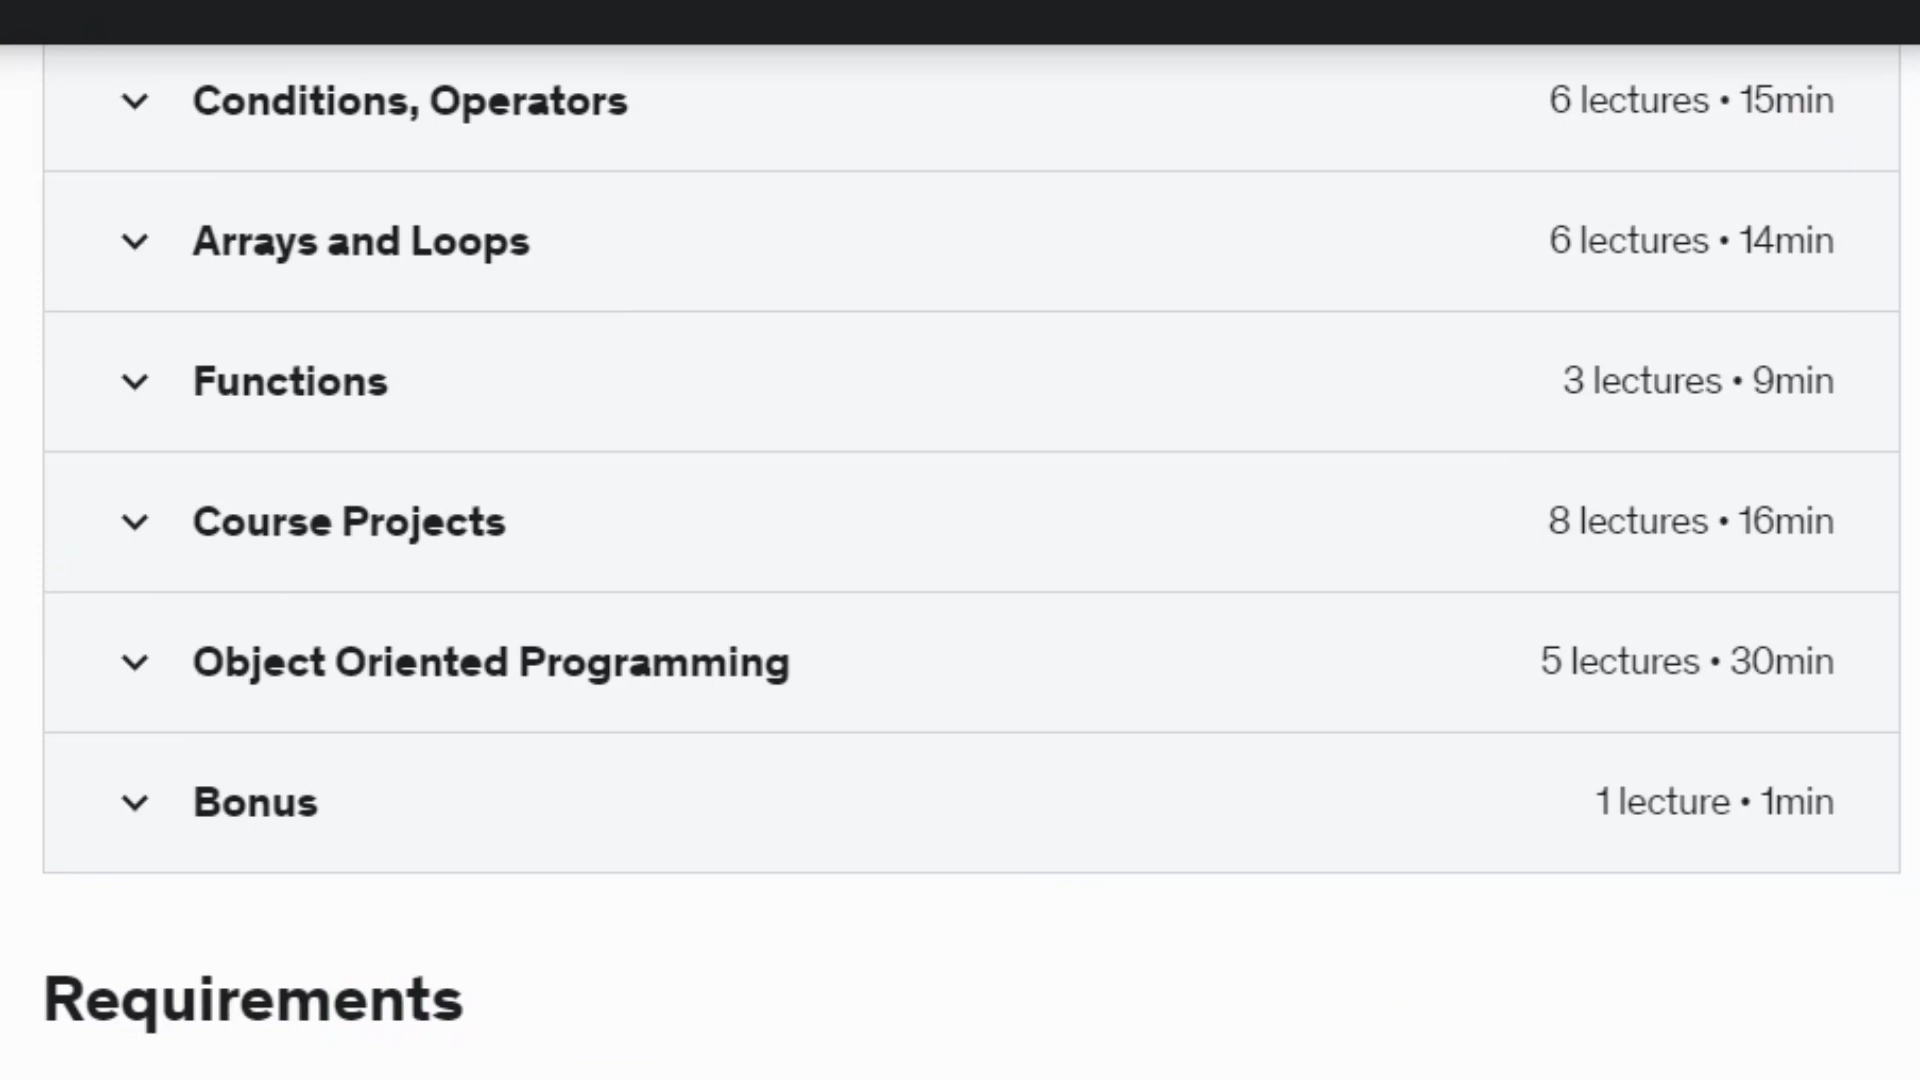 Conditions, Operators 6 lectures • 15min
Arrays and Loops 6 lectures • 14min
Functions 3 lectures • 9min
Course Projects 8 lectures • 16min
Object Oriented Programming 5 lectures • 30min
Bonus 1 lecture • 1min
Requirements